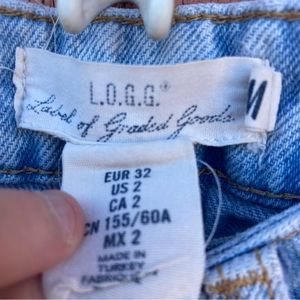 L.O.G.G.®
Label of Graded Goods
EUR 32
US 2
CA 2
CN 155/60A
MX 2
MADE IN
TURKEY